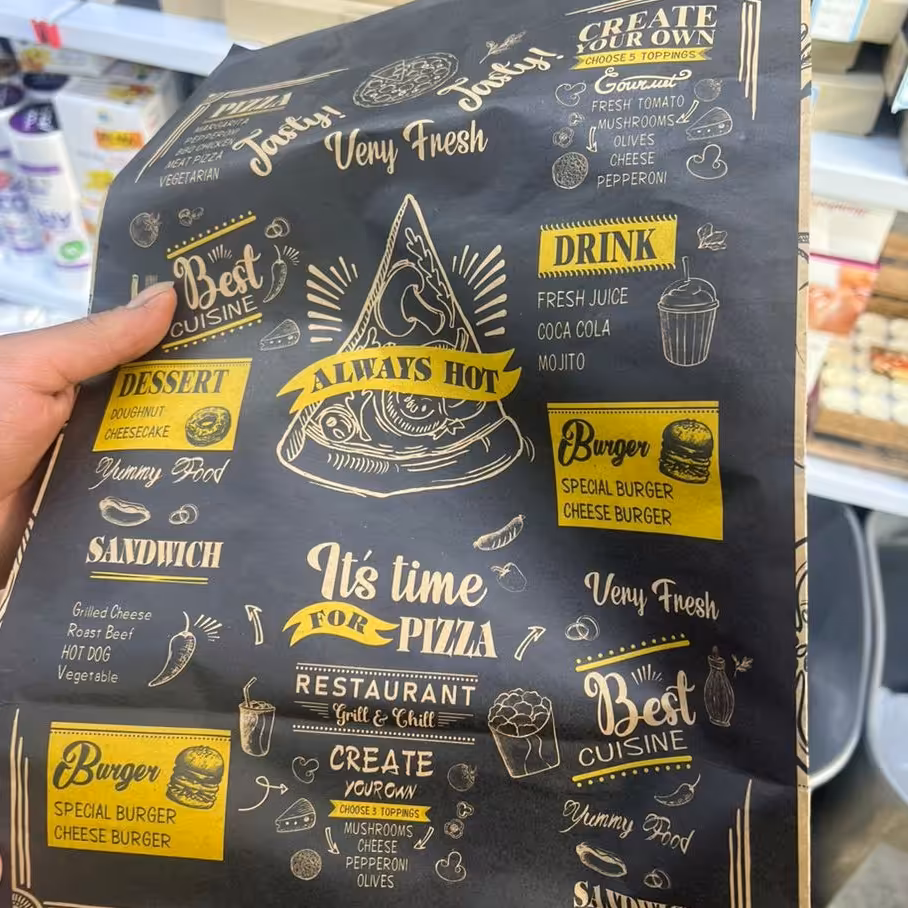 PIZZA
MARGARITA
PEPPERONI
BBQ CHICKEN
MEAT PIZZA
VEGETARIAN
Tasty!
Tasty!
Very Fresh
CREATE
YOUR OWN
CHOOSE 5 TOPPINGS
Gourmet
FRESH TOMATO
MUSHROOMS
OLIVES
CHEESE
PEPPERONI
Best
CUISINE
DRINK
FRESH JUICE
COCA COLA
MOJITO
ALWAYS HOT
DESSERT
DOUGHNUT
CHEESECAKE
Yummy Food
Burger
SPECIAL BURGER
CHEESE BURGER
SANDWICH
Grilled Cheese
Roast Beef
HOT DOG
Vegetable
It's time
FOR PIZZA
RESTAURANT
Grill & Chill
Very Fresh
Best
CUISINE
Burger
SPECIAL BURGER
CHEESE BURGER
CREATE
YOUR OWN
CHOOSE 3 TOPPINGS
MUSHROOMS
CHEESE
PEPPERONI
OLIVES
Yummy Food